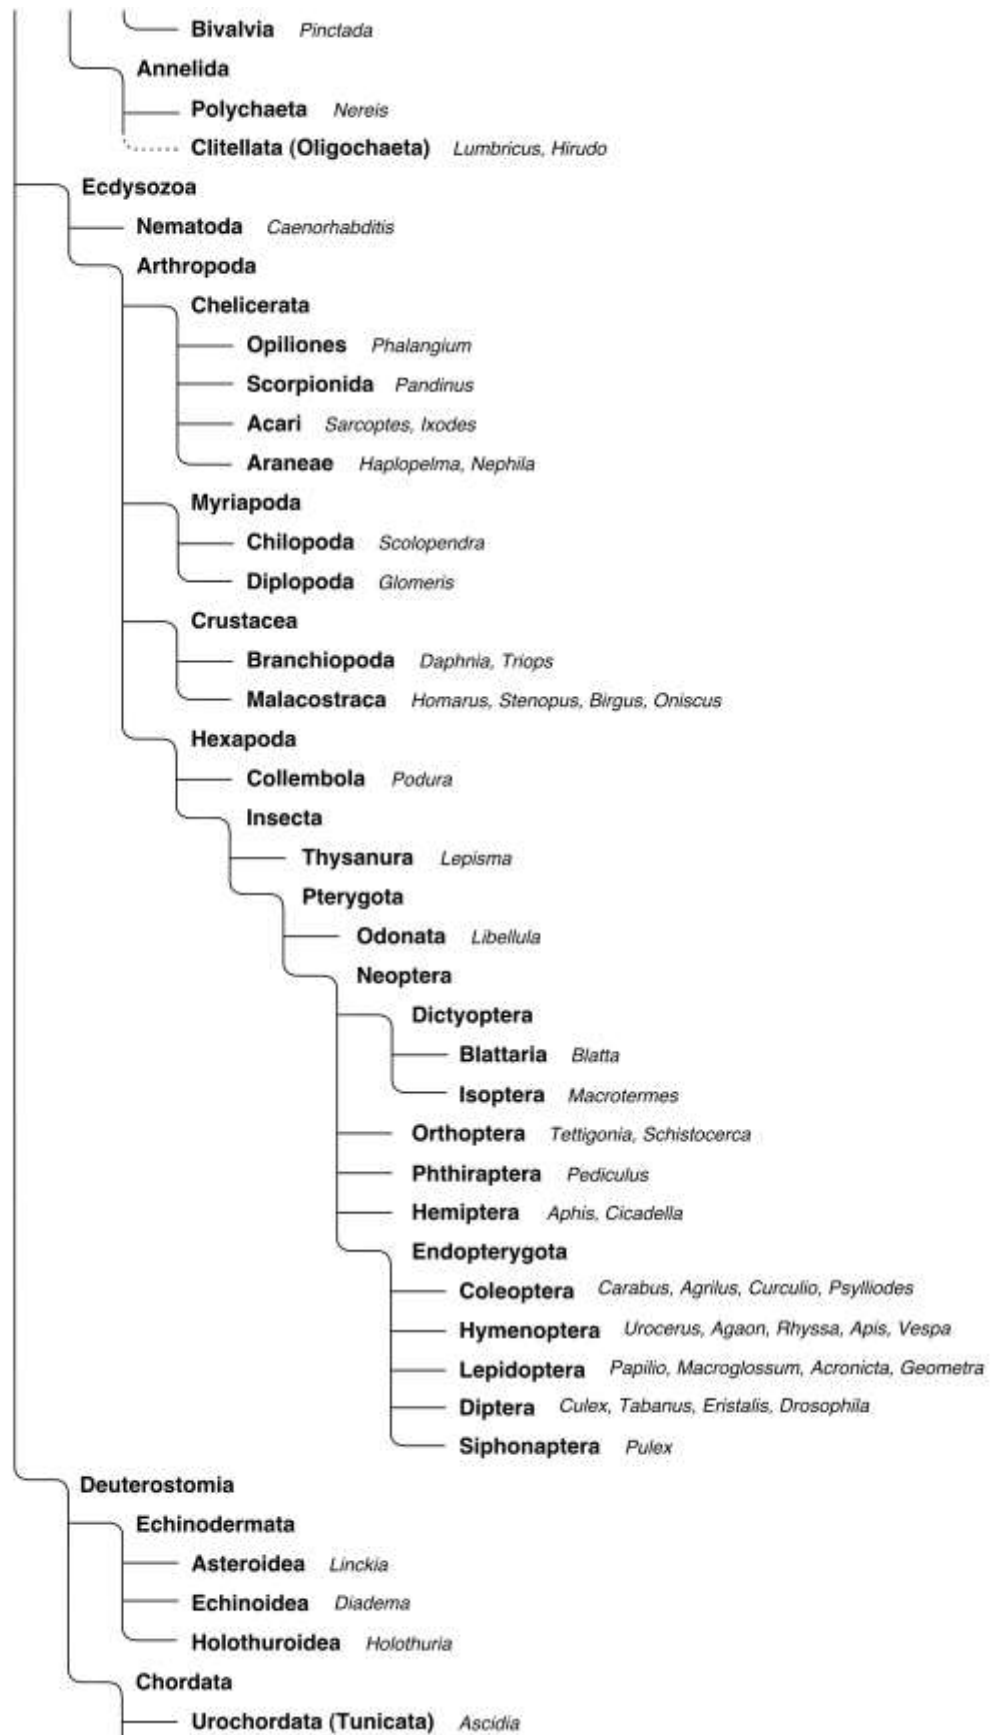 Bivalvia Pinctada
Annelida
Polychaeta Nereis
Clitellata (Oligochaeta) Lumbricus, Hirudo
Ecdysozoa
Nematoda Caenorhabditis
Arthropoda
Chelicerata
Opiliones Phalangium
Scorpionida Pandinus
Acari Sarcoptes, Ixodes
Araneae Haplopelma, Nephila
Myriapoda
Chilopoda Scolopendra
Diplopoda Glomeris
Crustacea
Branchiopoda Daphnia, Triops
Malacostraca Homarus, Stenopus, Birgus, Oniscus
Hexapoda
Collembola Podura
Insecta
Thysanura Lepisma
Pterygota
Odonata Libellula
Neoptera
Dictyoptera
Blattaria Blatta
Isoptera Macrotermes
Orthoptera Tettigonia, Schistocerca
Phthiraptera Pediculus
Hemiptera Aphis, Cicadella
Endopterygota
Coleoptera Carabus, Agrilus, Curculio, Psylliodes
Hymenoptera Urocerus, Agaon, Rhyssa, Apis, Vespa
Lepidoptera Papilio, Macroglossum, Acronicta, Geometra
Diptera Culex, Tabanus, Eristalis, Drosophila
Siphonaptera Pulex
Deuterostomia
Echinodermata
Asteroidea Linckia
Echinoidea Diadema
Holothuroidea Holothuria
Chordata
Urochordata (Tunicata) Ascidia